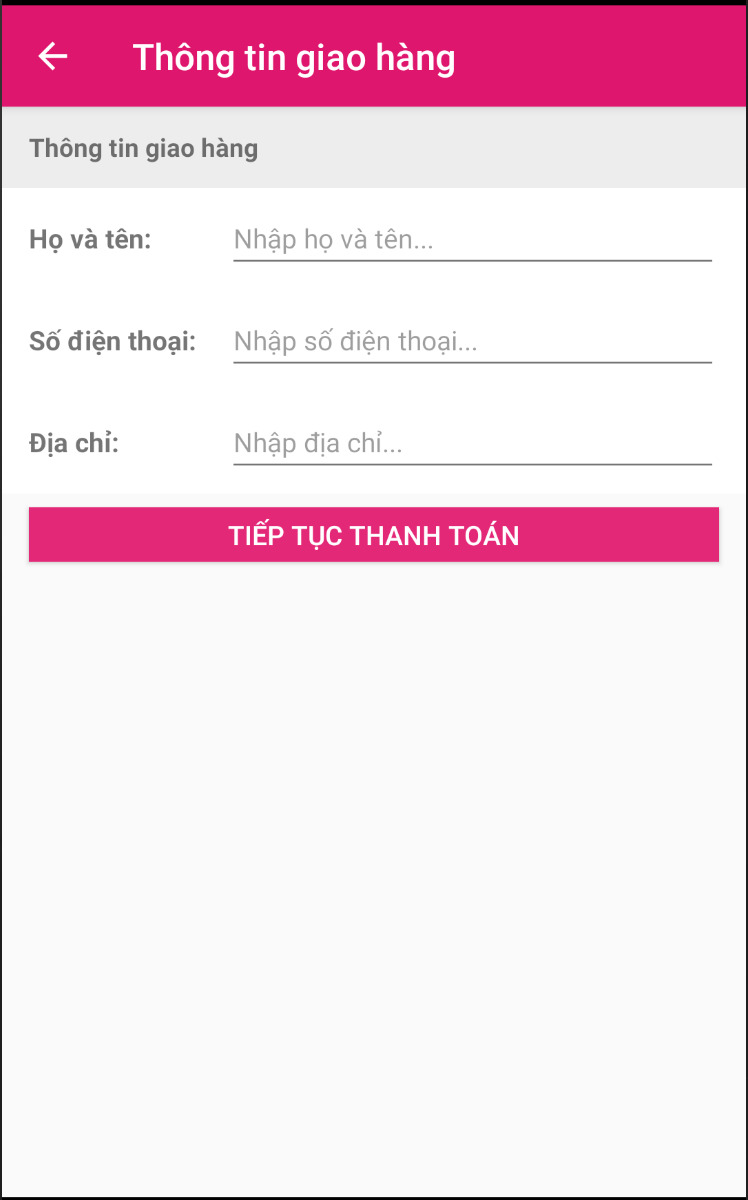 Thông tin giao hàng
Thông tin giao hàng
Họ và tên: Nhập họ và tên...
Số điện thoại: Nhập số điện thoại...
Địa chỉ: Nhập địa chỉ...
TIẾP TỤC THANH TOÁN